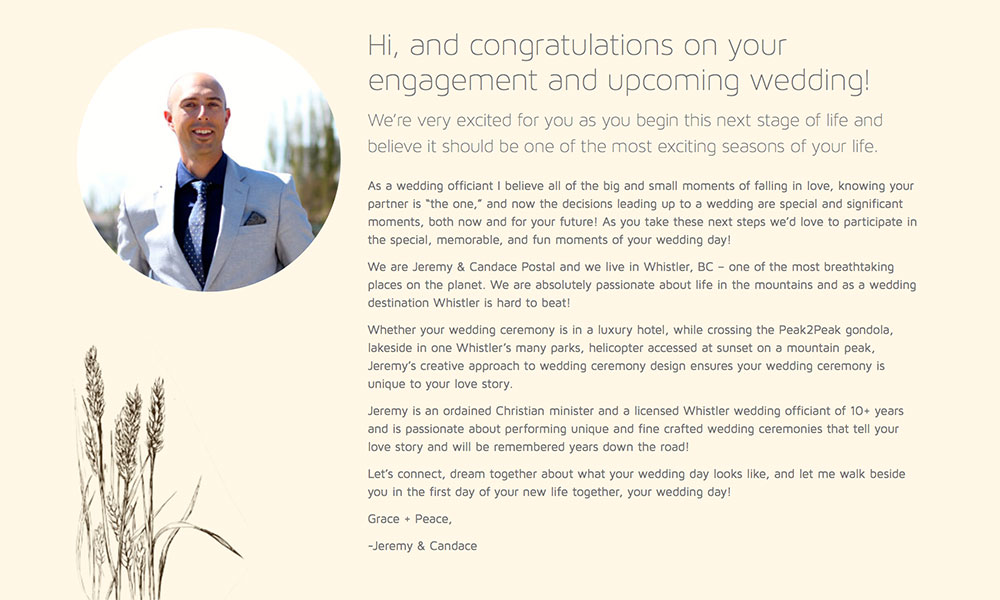 Hi, and congratulations on your
engagement and upcoming wedding!
We're very excited for you as you begin this next stage of life and
believe it should be one of the most exciting seasons of your life.
As a wedding officiant I believe all of the big and small moments of falling in love, knowing your
partner is “the one,” and now the decisions leading up to a wedding are special and significant
moments, both now and for your future! As you take these next steps we'd love to participate in
the special, memorable, and fun moments of your wedding day!
We are Jeremy & Candace Postal and we live in Whistler, BC – one of the most breathtaking
places on the planet. We are absolutely passionate about life in the mountains and as a wedding
destination Whistler is hard to beat!
Whether your wedding ceremony is in a luxury hotel, while crossing the Peak2Peak gondola,
lakeside in one Whistler's many parks, helicopter accessed at sunset on a mountain peak,
Jeremy's creative approach to wedding ceremony design ensures your wedding ceremony is
unique to your love story.
Jeremy is an ordained Christian minister and a licensed Whistler wedding officiant of 10+ years
and is passionate about performing unique and fine crafted wedding ceremonies that tell your
love story and will be remembered years down the road!
Let's connect, dream together about what your wedding day looks like, and let me walk beside
you in the first day of your new life together, your wedding day!
Grace + Peace,
-Jeremy & Candace